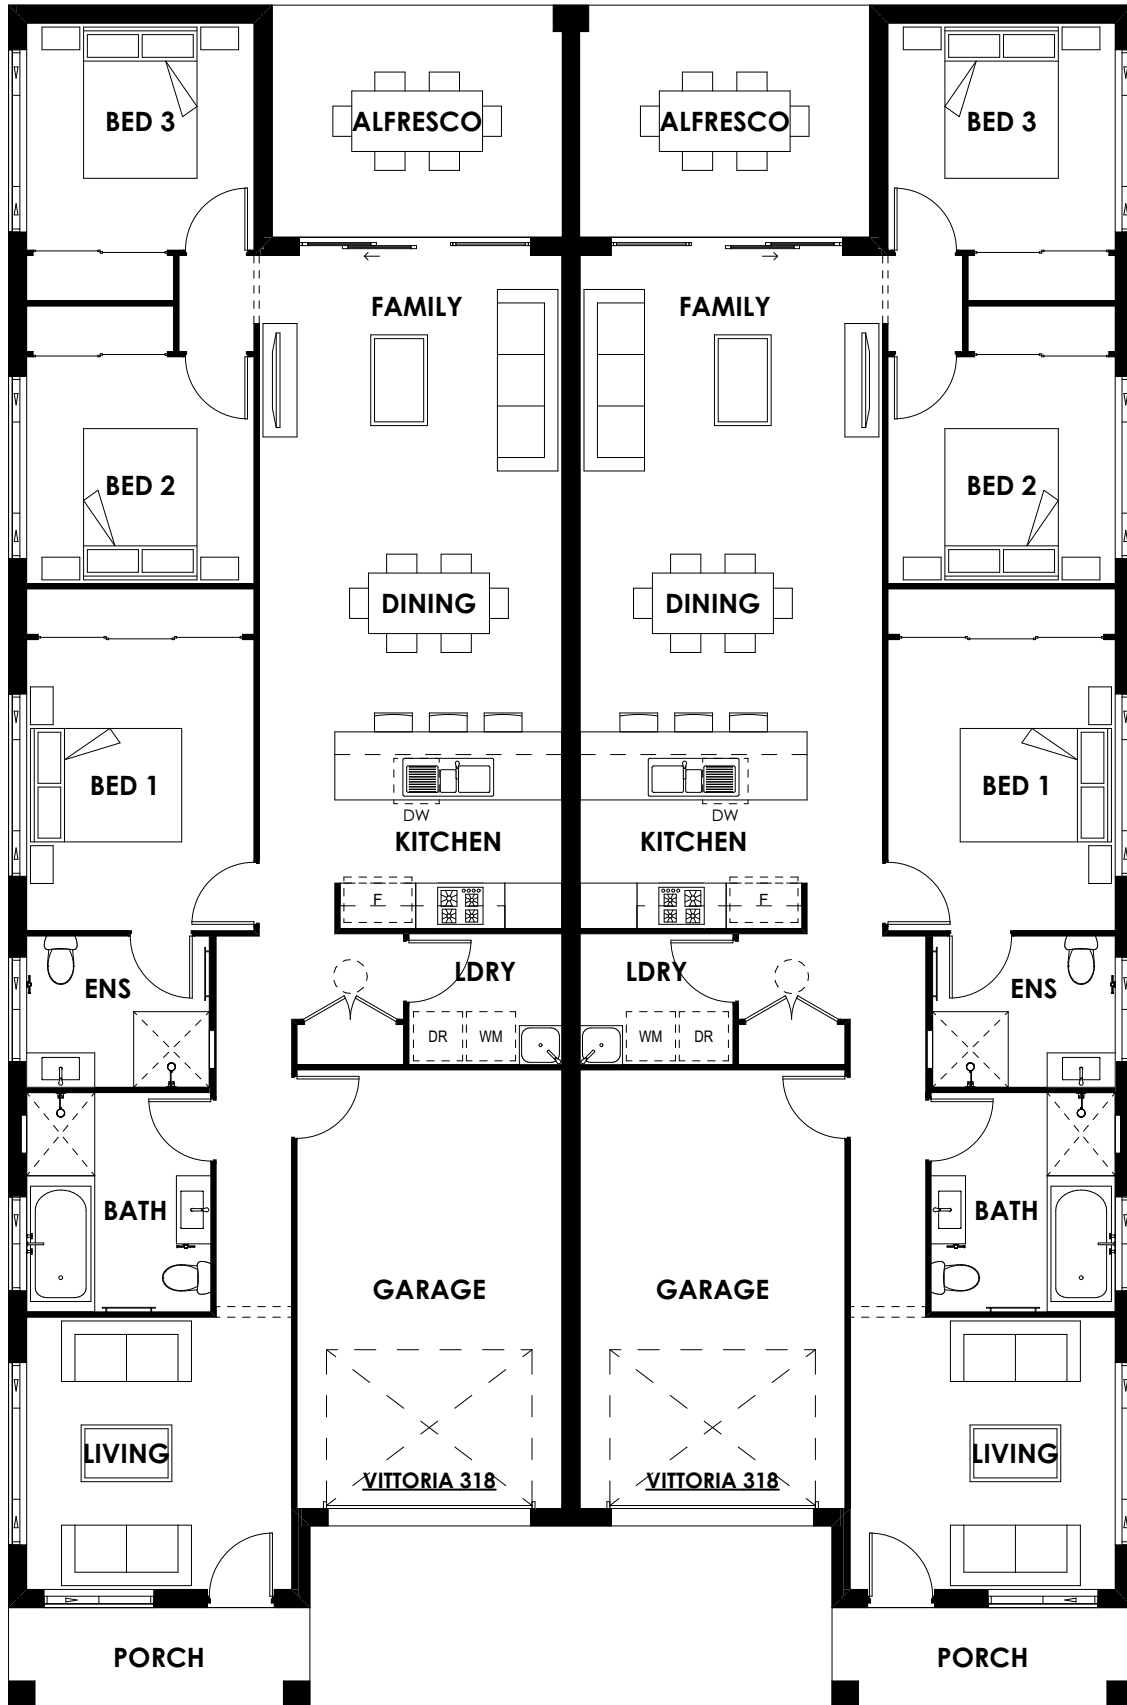 BED 3
ALFRESCO
ALFRESCO
BED 3
FAMILY
FAMILY
BED 2
BED 2
DINING
DINING
BED 1
BED 1
DW
DW
KITCHEN
KITCHEN
F
F
ENS
LDRY
LDRY
ENS
DR
WM
WM
DR
BATH
BATH
GARAGE
GARAGE
LIVING
LIVING
VITTORIA 318
VITTORIA 318
PORCH
PORCH